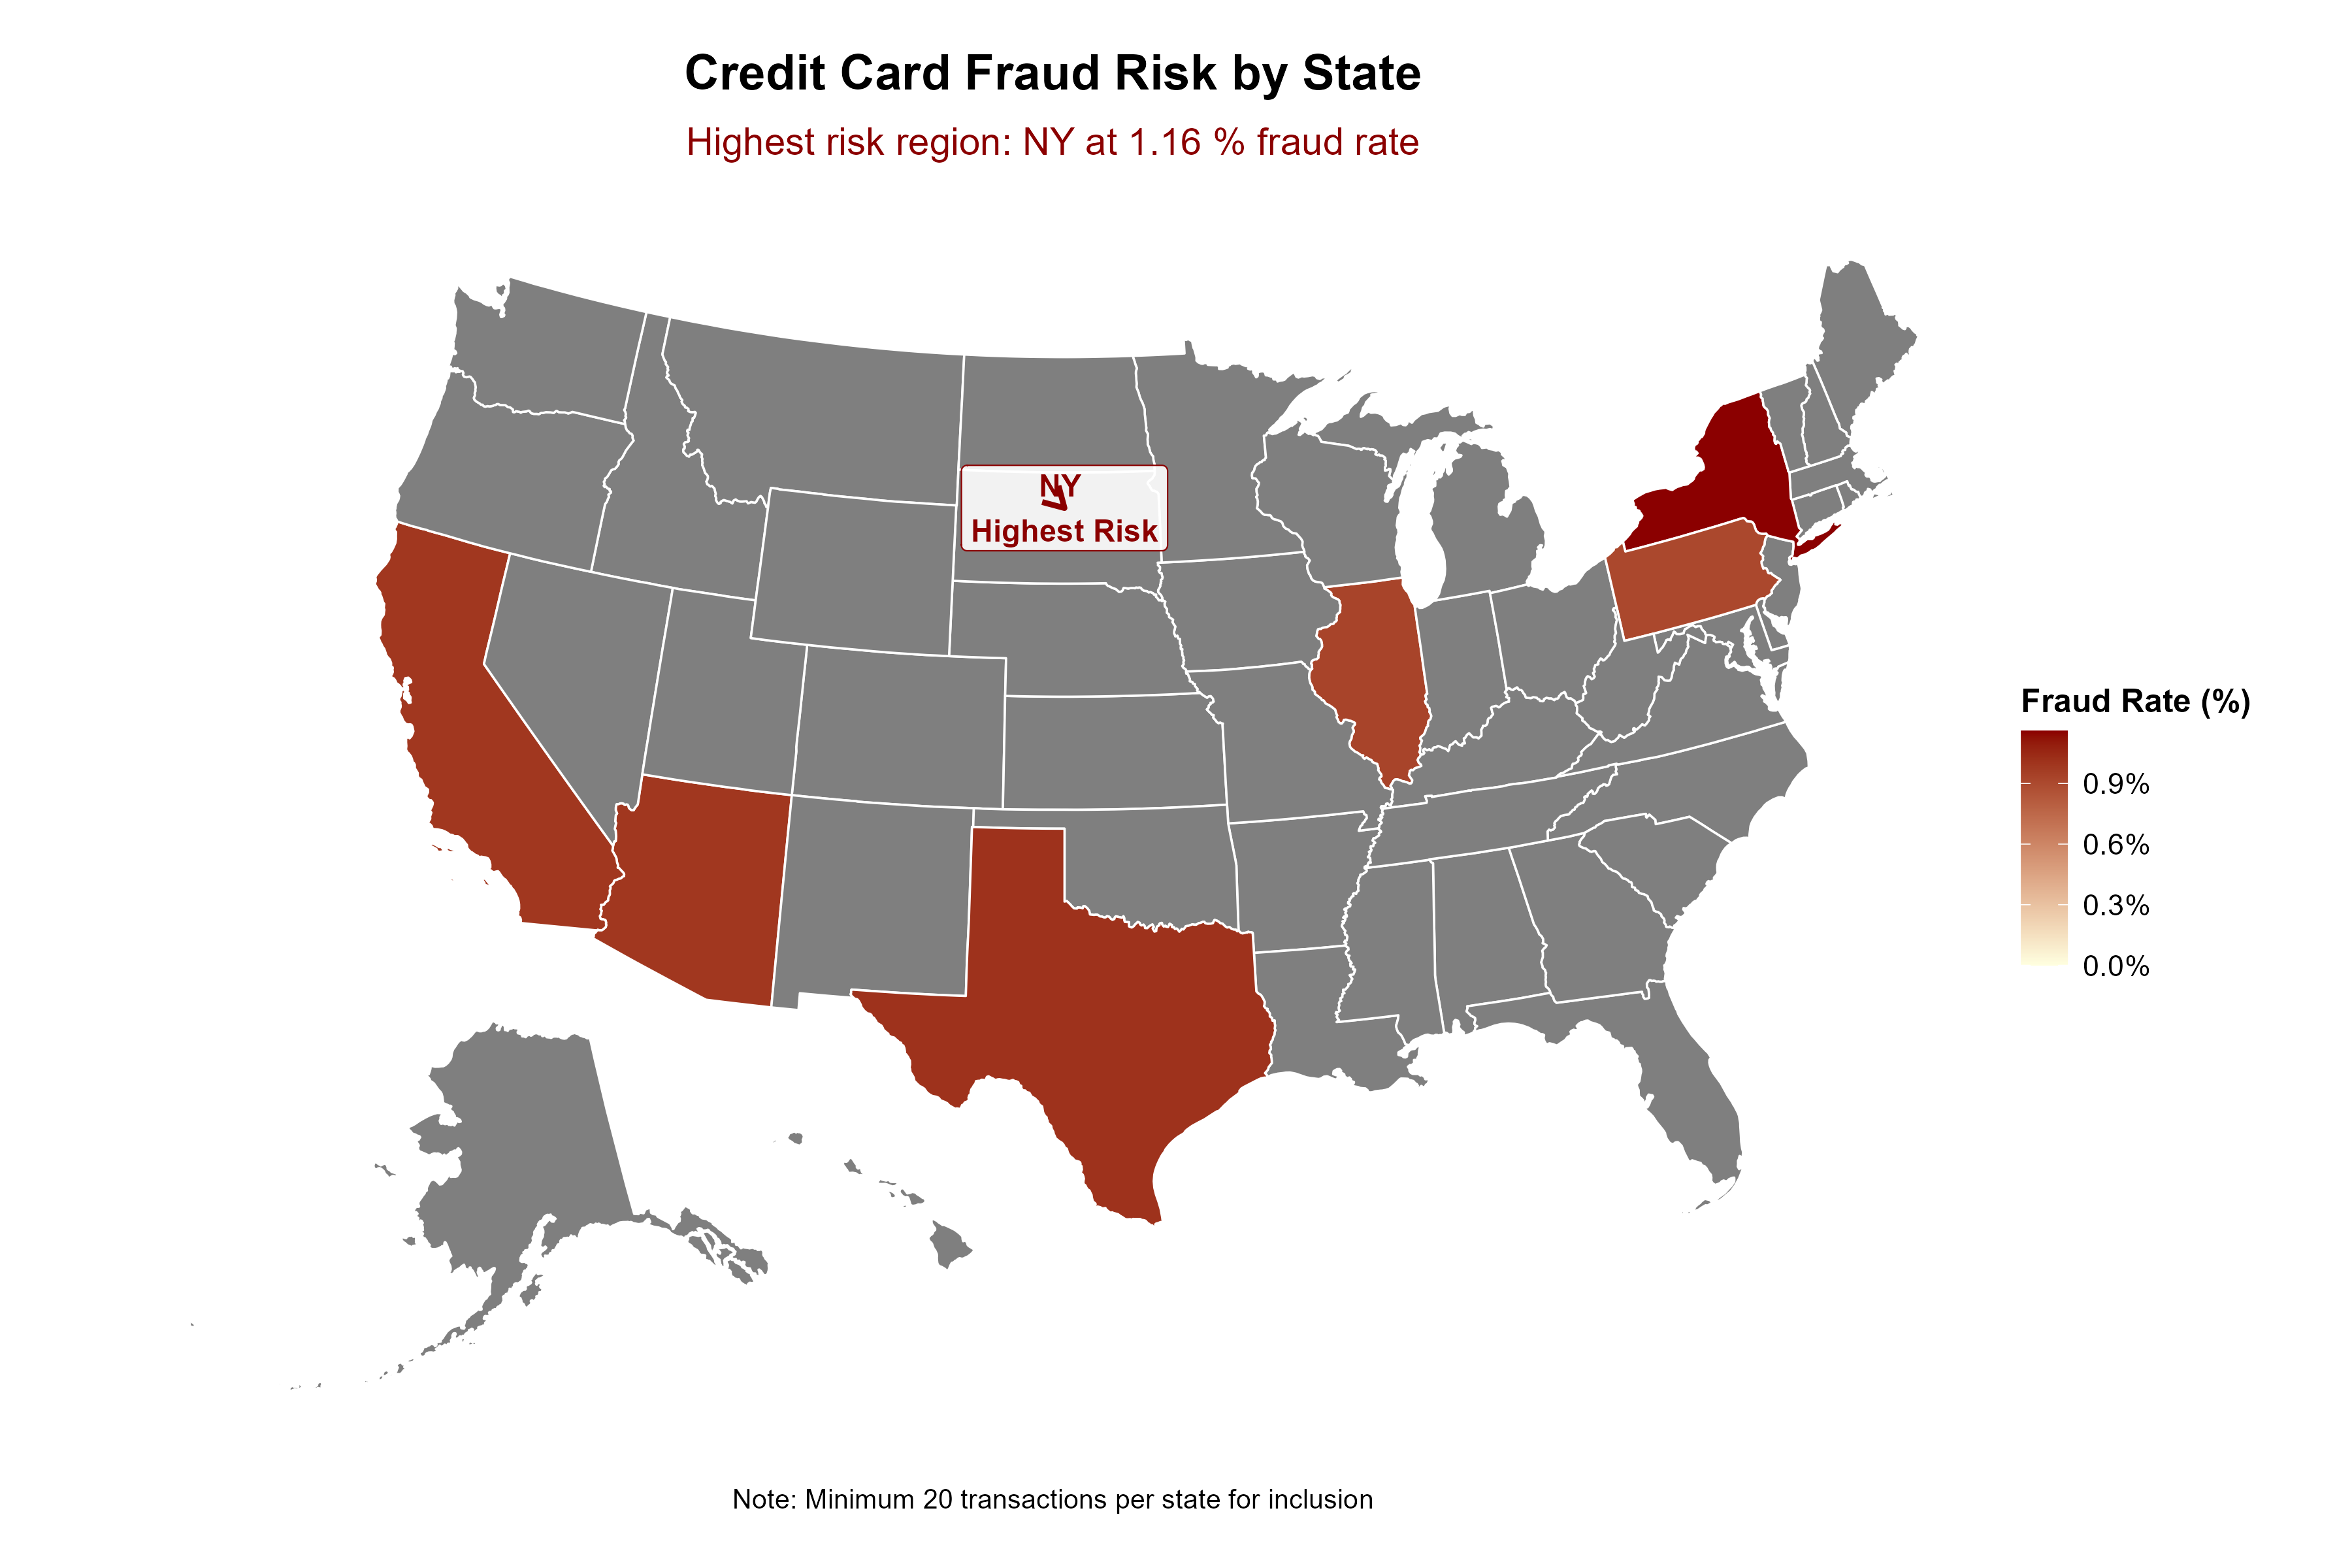 Credit Card Fraud Risk by State
Highest risk region: NY at 1.16 % fraud rate
NY
Highest Risk
Fraud Rate (%)
0.9%
0.6%
0.3%
0.0%
Note: Minimum 20 transactions per state for inclusion